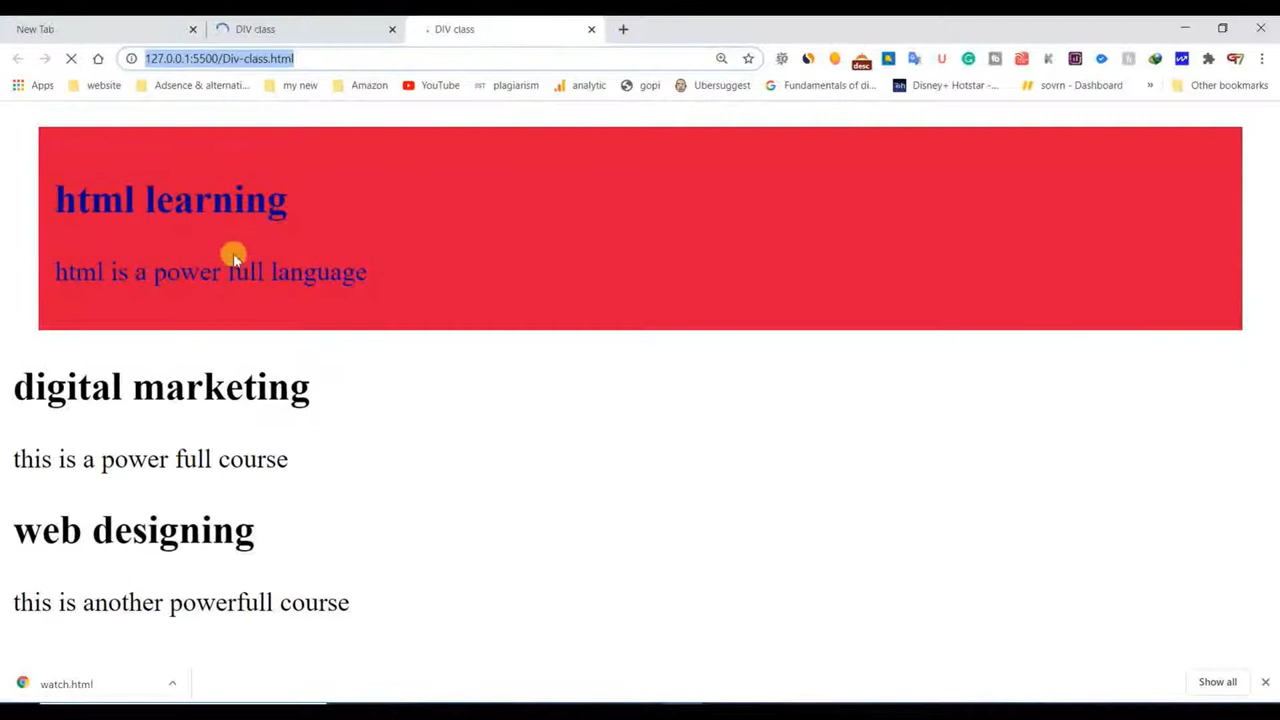 New Tab
DIV class
DIV class
127.0.0.1:5500/Div-class.html
desc
Apps
website
Adsence & alternati...
my new
Amazon
YouTube
plagiarism
analytic
gopi
Ubersuggest
Fundamentals of di...
Disney+ Hotstar -...
sovrn - Dashboard
»
Other bookmarks
html learning
html is a power full language
digital marketing
this is a power full course
web designing
this is another powerfull course
watch.html
Show all